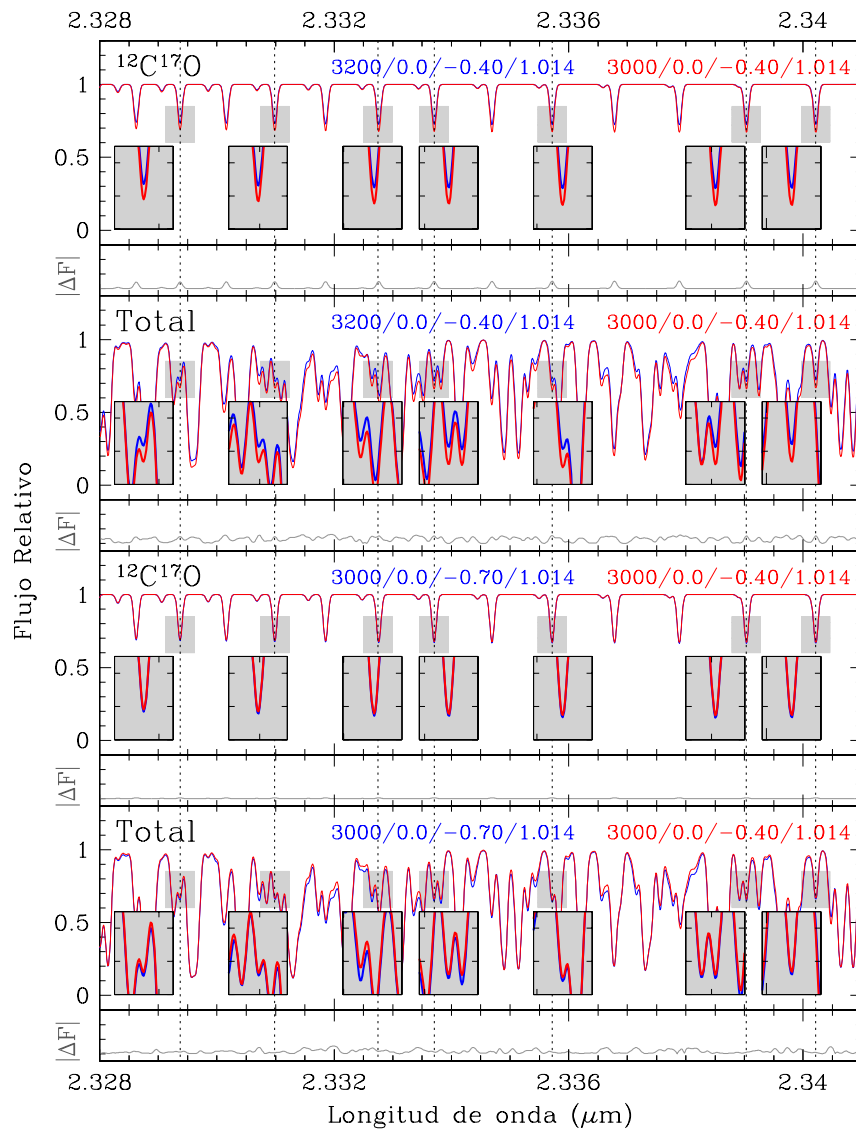 2.328 2.332 2.336 2.34
¹²C¹⁷O 3200/0.0/−0.40/1.014 3000/0.0/−0.40/1.014
1
0.5
0
|ΔF|
Total 3200/0.0/−0.40/1.014 3000/0.0/−0.40/1.014
1
0.5
0
|ΔF|
Flujo Relativo
¹²C¹⁷O 3000/0.0/−0.70/1.014 3000/0.0/−0.40/1.014
1
0.5
0
|ΔF|
Total 3000/0.0/−0.70/1.014 3000/0.0/−0.40/1.014
1
0.5
0
|ΔF|
2.328 2.332 2.336 2.34
Longitud de onda (μm)